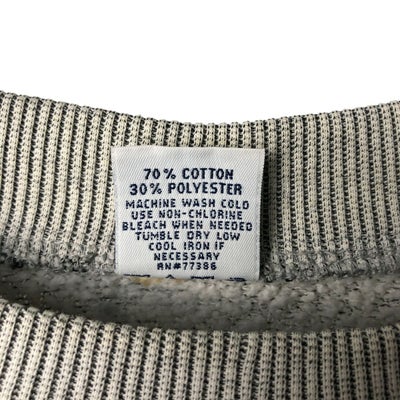 70% COTTON
30% POLYESTER
MACHINE WASH COLD
USE NON-CHLORINE
BLEACH WHEN NEEDED
TUMBLE DRY LOW
COOL IRON IF
NECESSARY
RN#77386